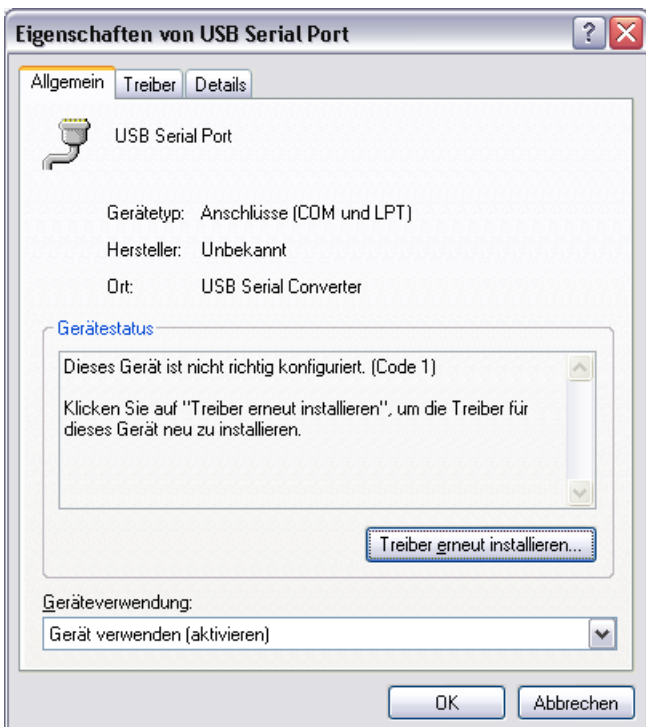 Eigenschaften von USB Serial Port
Allgemein Treiber Details
USB Serial Port
Gerätetyp: Anschlüsse (COM und LPT)
Hersteller: Unbekannt
Ort: USB Serial Converter
Gerätestatus
Dieses Gerät ist nicht richtig konfiguriert. (Code 1)
Klicken Sie auf "Treiber erneut installieren", um die Treiber für
dieses Gerät neu zu installieren.
Treiber erneut installieren...
Geräteverwendung:
Gerät verwenden (aktivieren)
OK Abbrechen